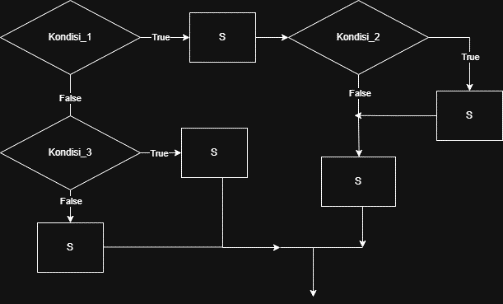 Kondisi_1
True
S
Kondisi_2
True
False
False
S
Kondisi_3
True
S
S
False
S